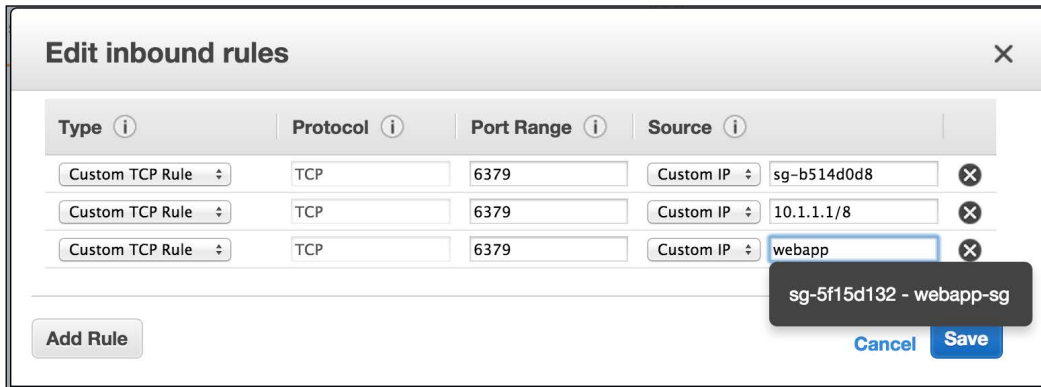 Edit inbound rules
Type Protocol Port Range Source
Custom TCP Rule TCP 6379 Custom IP sg-b514d0d8
Custom TCP Rule TCP 6379 Custom IP 10.1.1.1/8
Custom TCP Rule TCP 6379 Custom IP webapp
sg-5f15d132 - webapp-sg
Add Rule Cancel Save